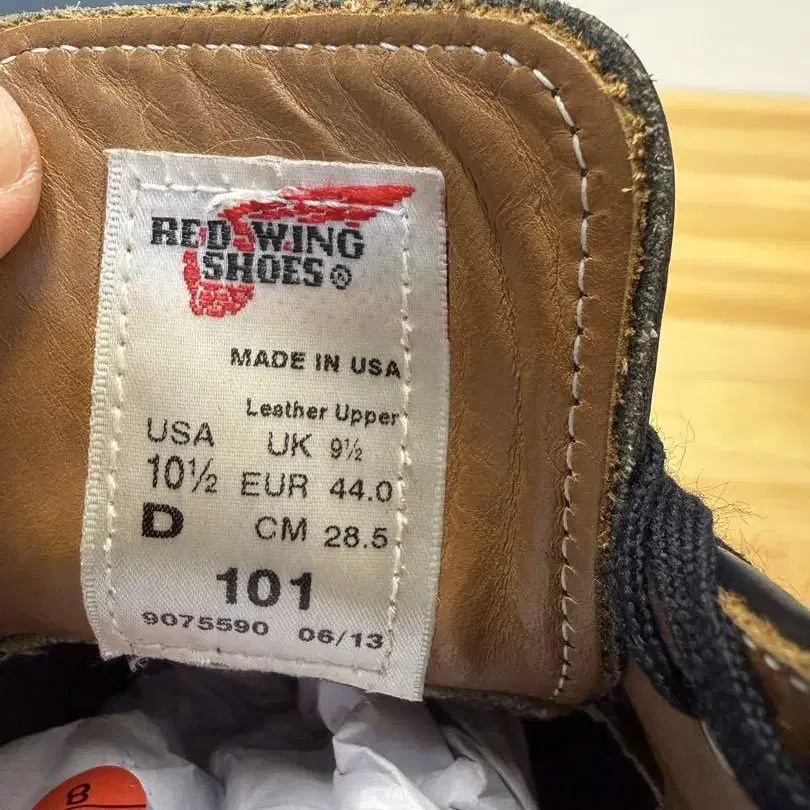 RED WING
SHOES®
MADE IN USA
Leather Upper
USA UK 9½
10½ EUR 44.0
D CM 28.5
101
9075590 06/13
8